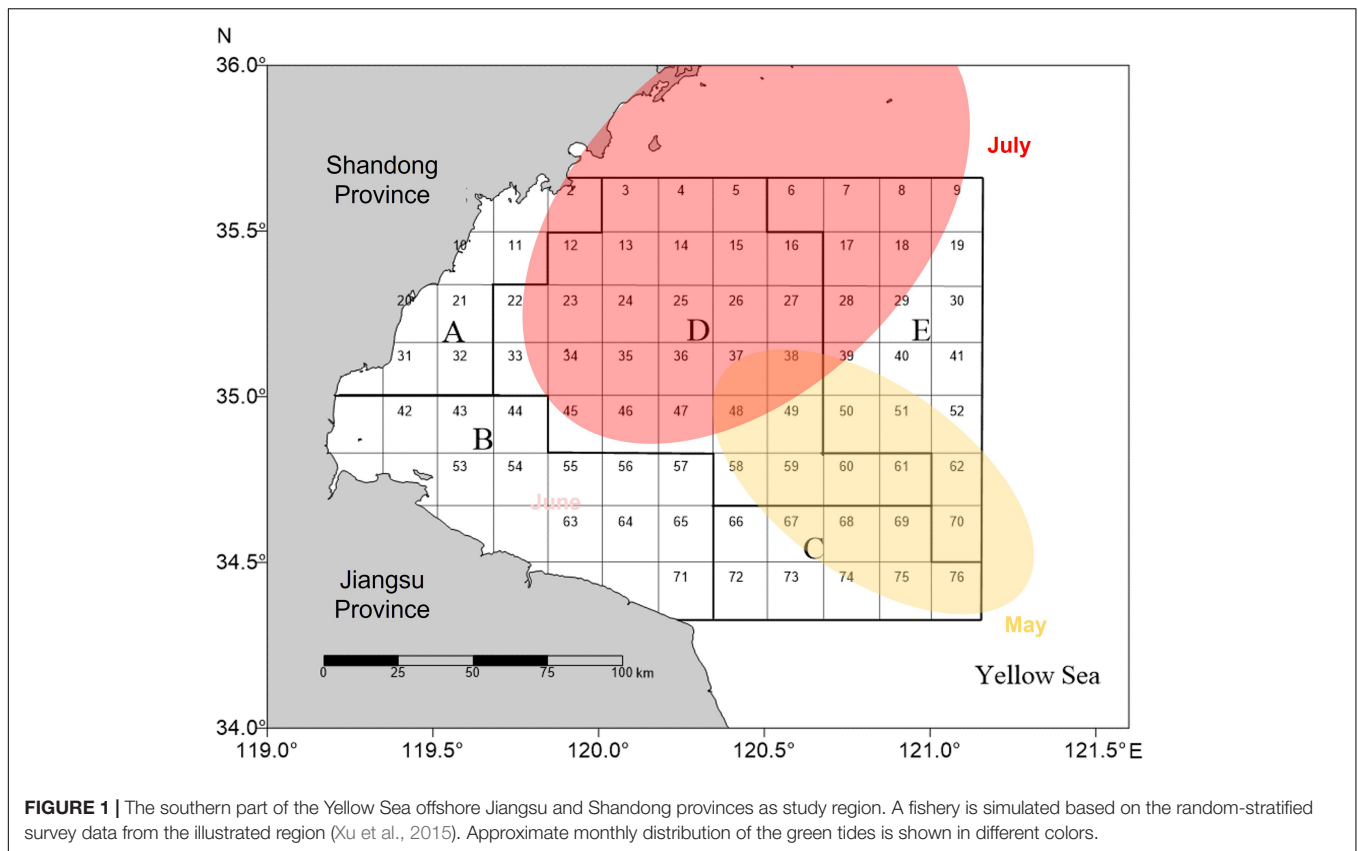 N
36.0°
July
Shandong
Province
2 3 4 5 6 7 8 9
35.5°
10 11 12 13 14 15 16 17 18 19
20 21 22 23 24 25 26 27 28 29 30
A D E
31 32 33 34 35 36 37 38 39 40 41
35.0°
42 43 44 45 46 47 48 49 50 51 52
B
53 54 55 56 57 58 59 60 61 62
June
63 64 65 66 67 68 69 70
C
34.5°
Jiangsu
Province
71 72 73 74 75 76
May
0 25 50 75 100 km
Yellow Sea
34.0°
119.0° 119.5° 120.0° 120.5° 121.0° 121.5° E
FIGURE 1 | The southern part of the Yellow Sea offshore Jiangsu and Shandong provinces as study region. A fishery is simulated based on the random-stratified
survey data from the illustrated region (Xu et al., 2015). Approximate monthly distribution of the green tides is shown in different colors.